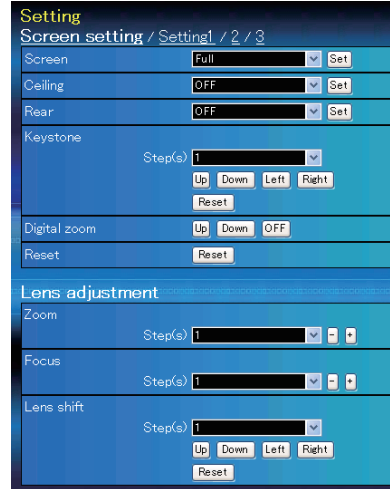 Setting
Screen setting / Setting1 / 2 / 3
Screen Full Set
Ceiling OFF Set
Rear OFF Set
Keystone
Step(s) 1
Up Down Left Right
Reset
Digital zoom Up Down OFF
Reset Reset
Lens adjustment
Zoom
Step(s) 1 - +
Focus
Step(s) 1 - +
Lens shift
Step(s) 1
Up Down Left Right
Reset